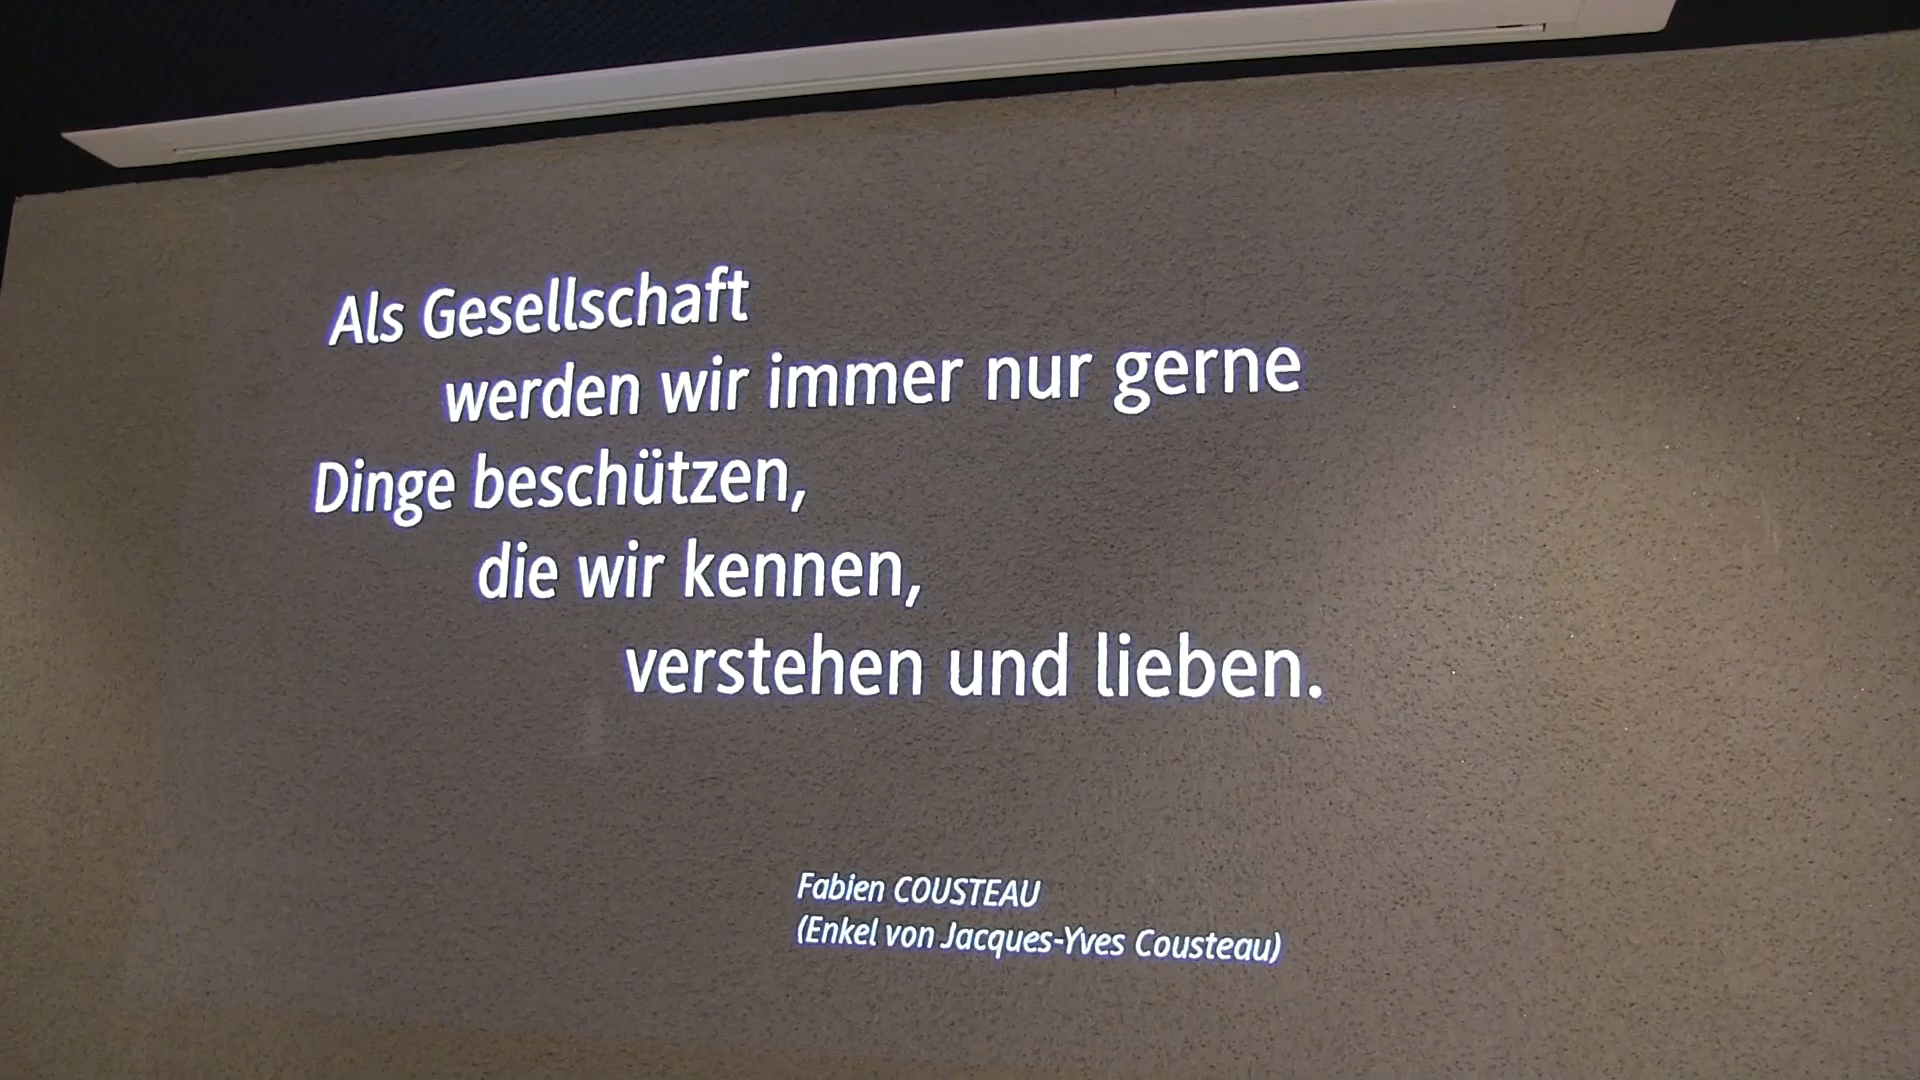 Als Gesellschaft
werden wir immer nur gerne
Dinge beschützen,
die wir kennen,
verstehen und lieben.
Fabien COUSTEAU
(Enkel von Jacques-Yves Cousteau)